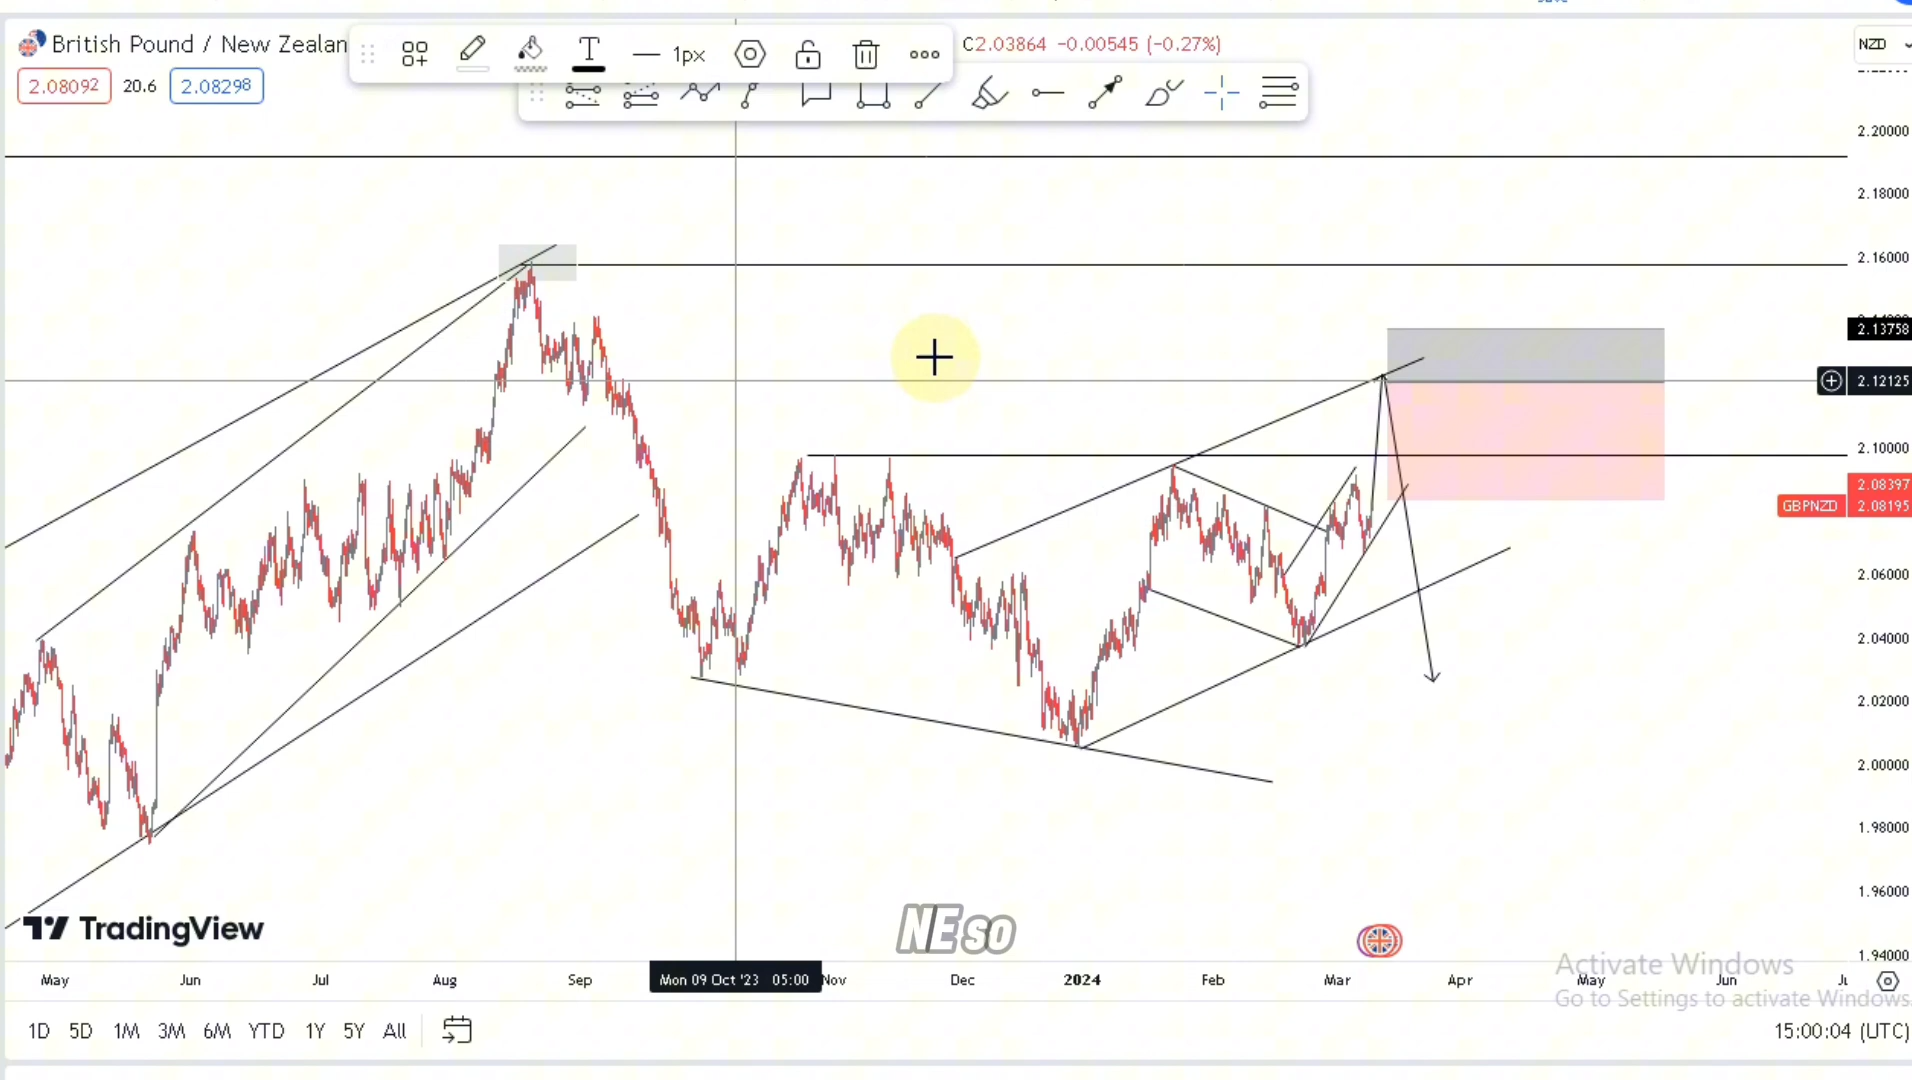 British Pound / New Zealan
1px
C2.03864 −0.00545 (−0.27%)
NZD
2.08092
20.6
2.08298
2.20000
2.18000
2.16000
2.13758
2.12125
2.10000
2.08397
GBPNZD
2.08195
2.06000
2.04000
2.02000
2.00000
1.98000
1.96000
1.94000
TradingView
NE so
Activate Windows
Go to Settings to activate Windows.
May
Jun
Jul
Aug
Sep
Mon 09 Oct '23 05:00
Nov
Dec
2024
Feb
Mar
Apr
May
Jun
1D 5D 1M 3M 6M YTD 1Y 5Y All
15:00:04 (UTC)